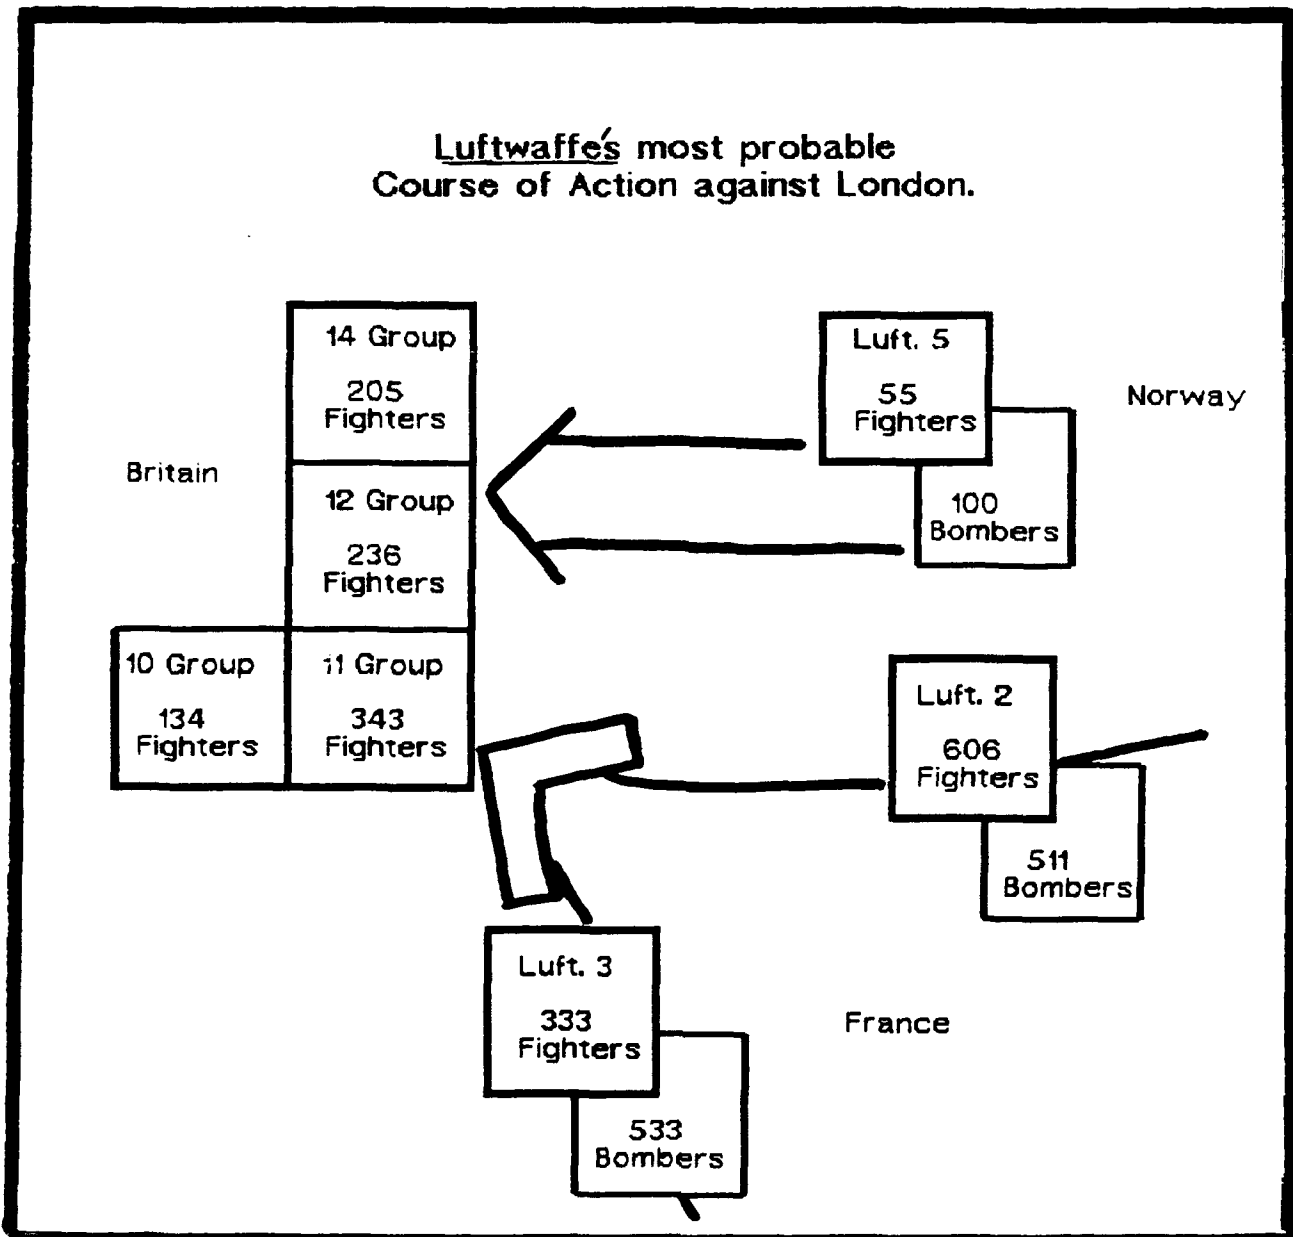 Luftwaffe's most probable
Course of Action against London.
14 Group
205
Fighters
Britain
12 Group
236
Fighters
10 Group
134
Fighters
11 Group
343
Fighters
Luft. 5
55
Fighters
100
Bombers
Norway
Luft. 2
606
Fighters
511
Bombers
Luft. 3
333
Fighters
533
Bombers
France